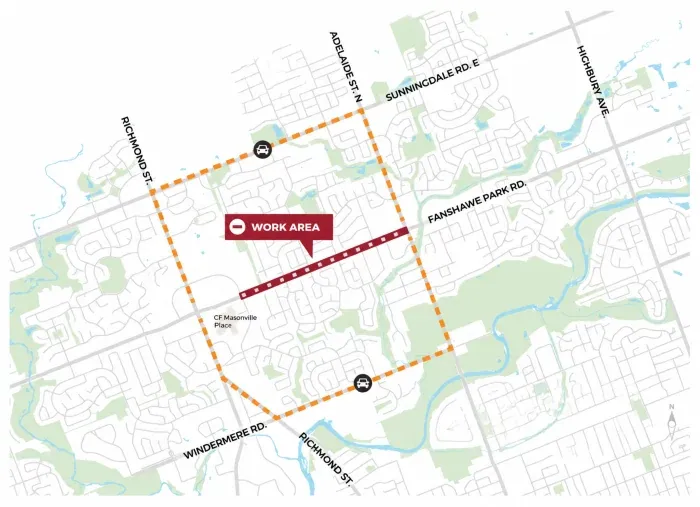 ADELAIDE ST. N
SUNNINGDALE RD. E
HIGHBURY AVE.
RICHMOND ST.
FANSHAWE PARK RD.
WORK AREA
CF Masonville
Place
WINDERMERE RD.
RICHMOND ST.
N